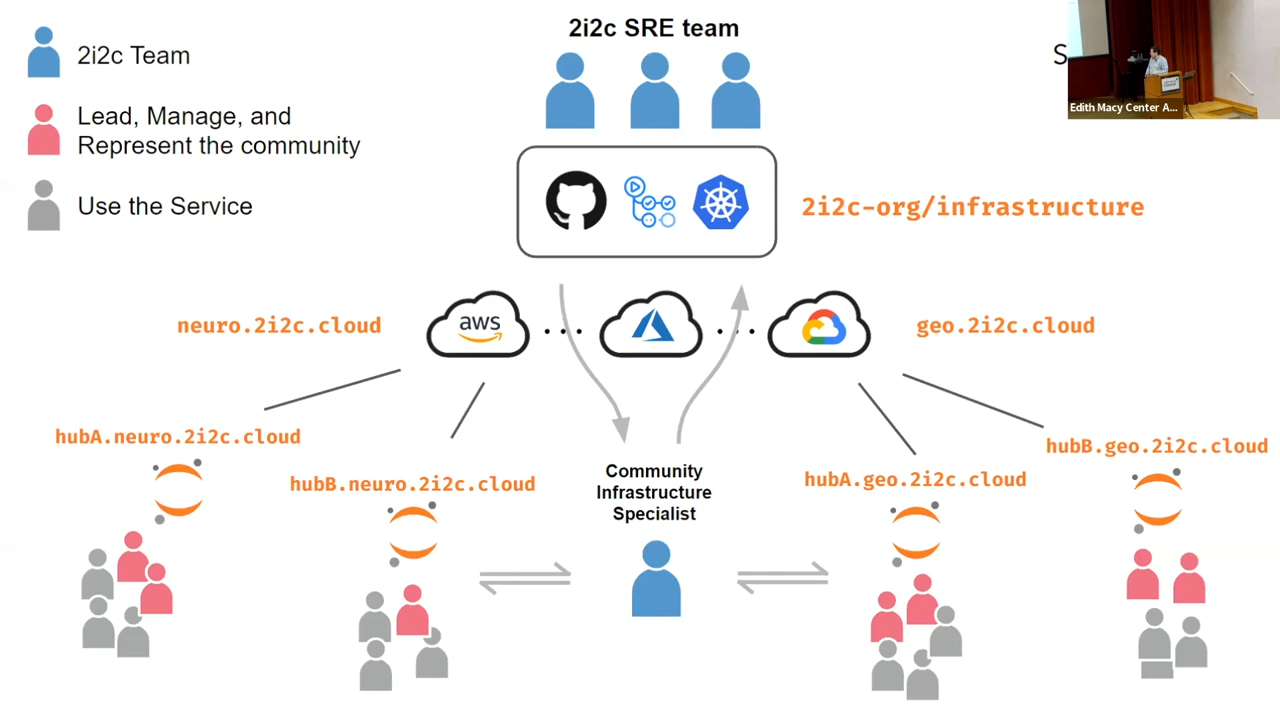 2i2c Team
Lead, Manage, and
Represent the community
Use the Service
2i2c SRE team
S
Edith Macy Center A...
2i2c-org/infrastructure
neuro.2i2c.cloud
aws
geo.2i2c.cloud
hubA.neuro.2i2c.cloud
hubB.neuro.2i2c.cloud
Community
Infrastructure
Specialist
hubA.geo.2i2c.cloud
hubB.geo.2i2c.cloud